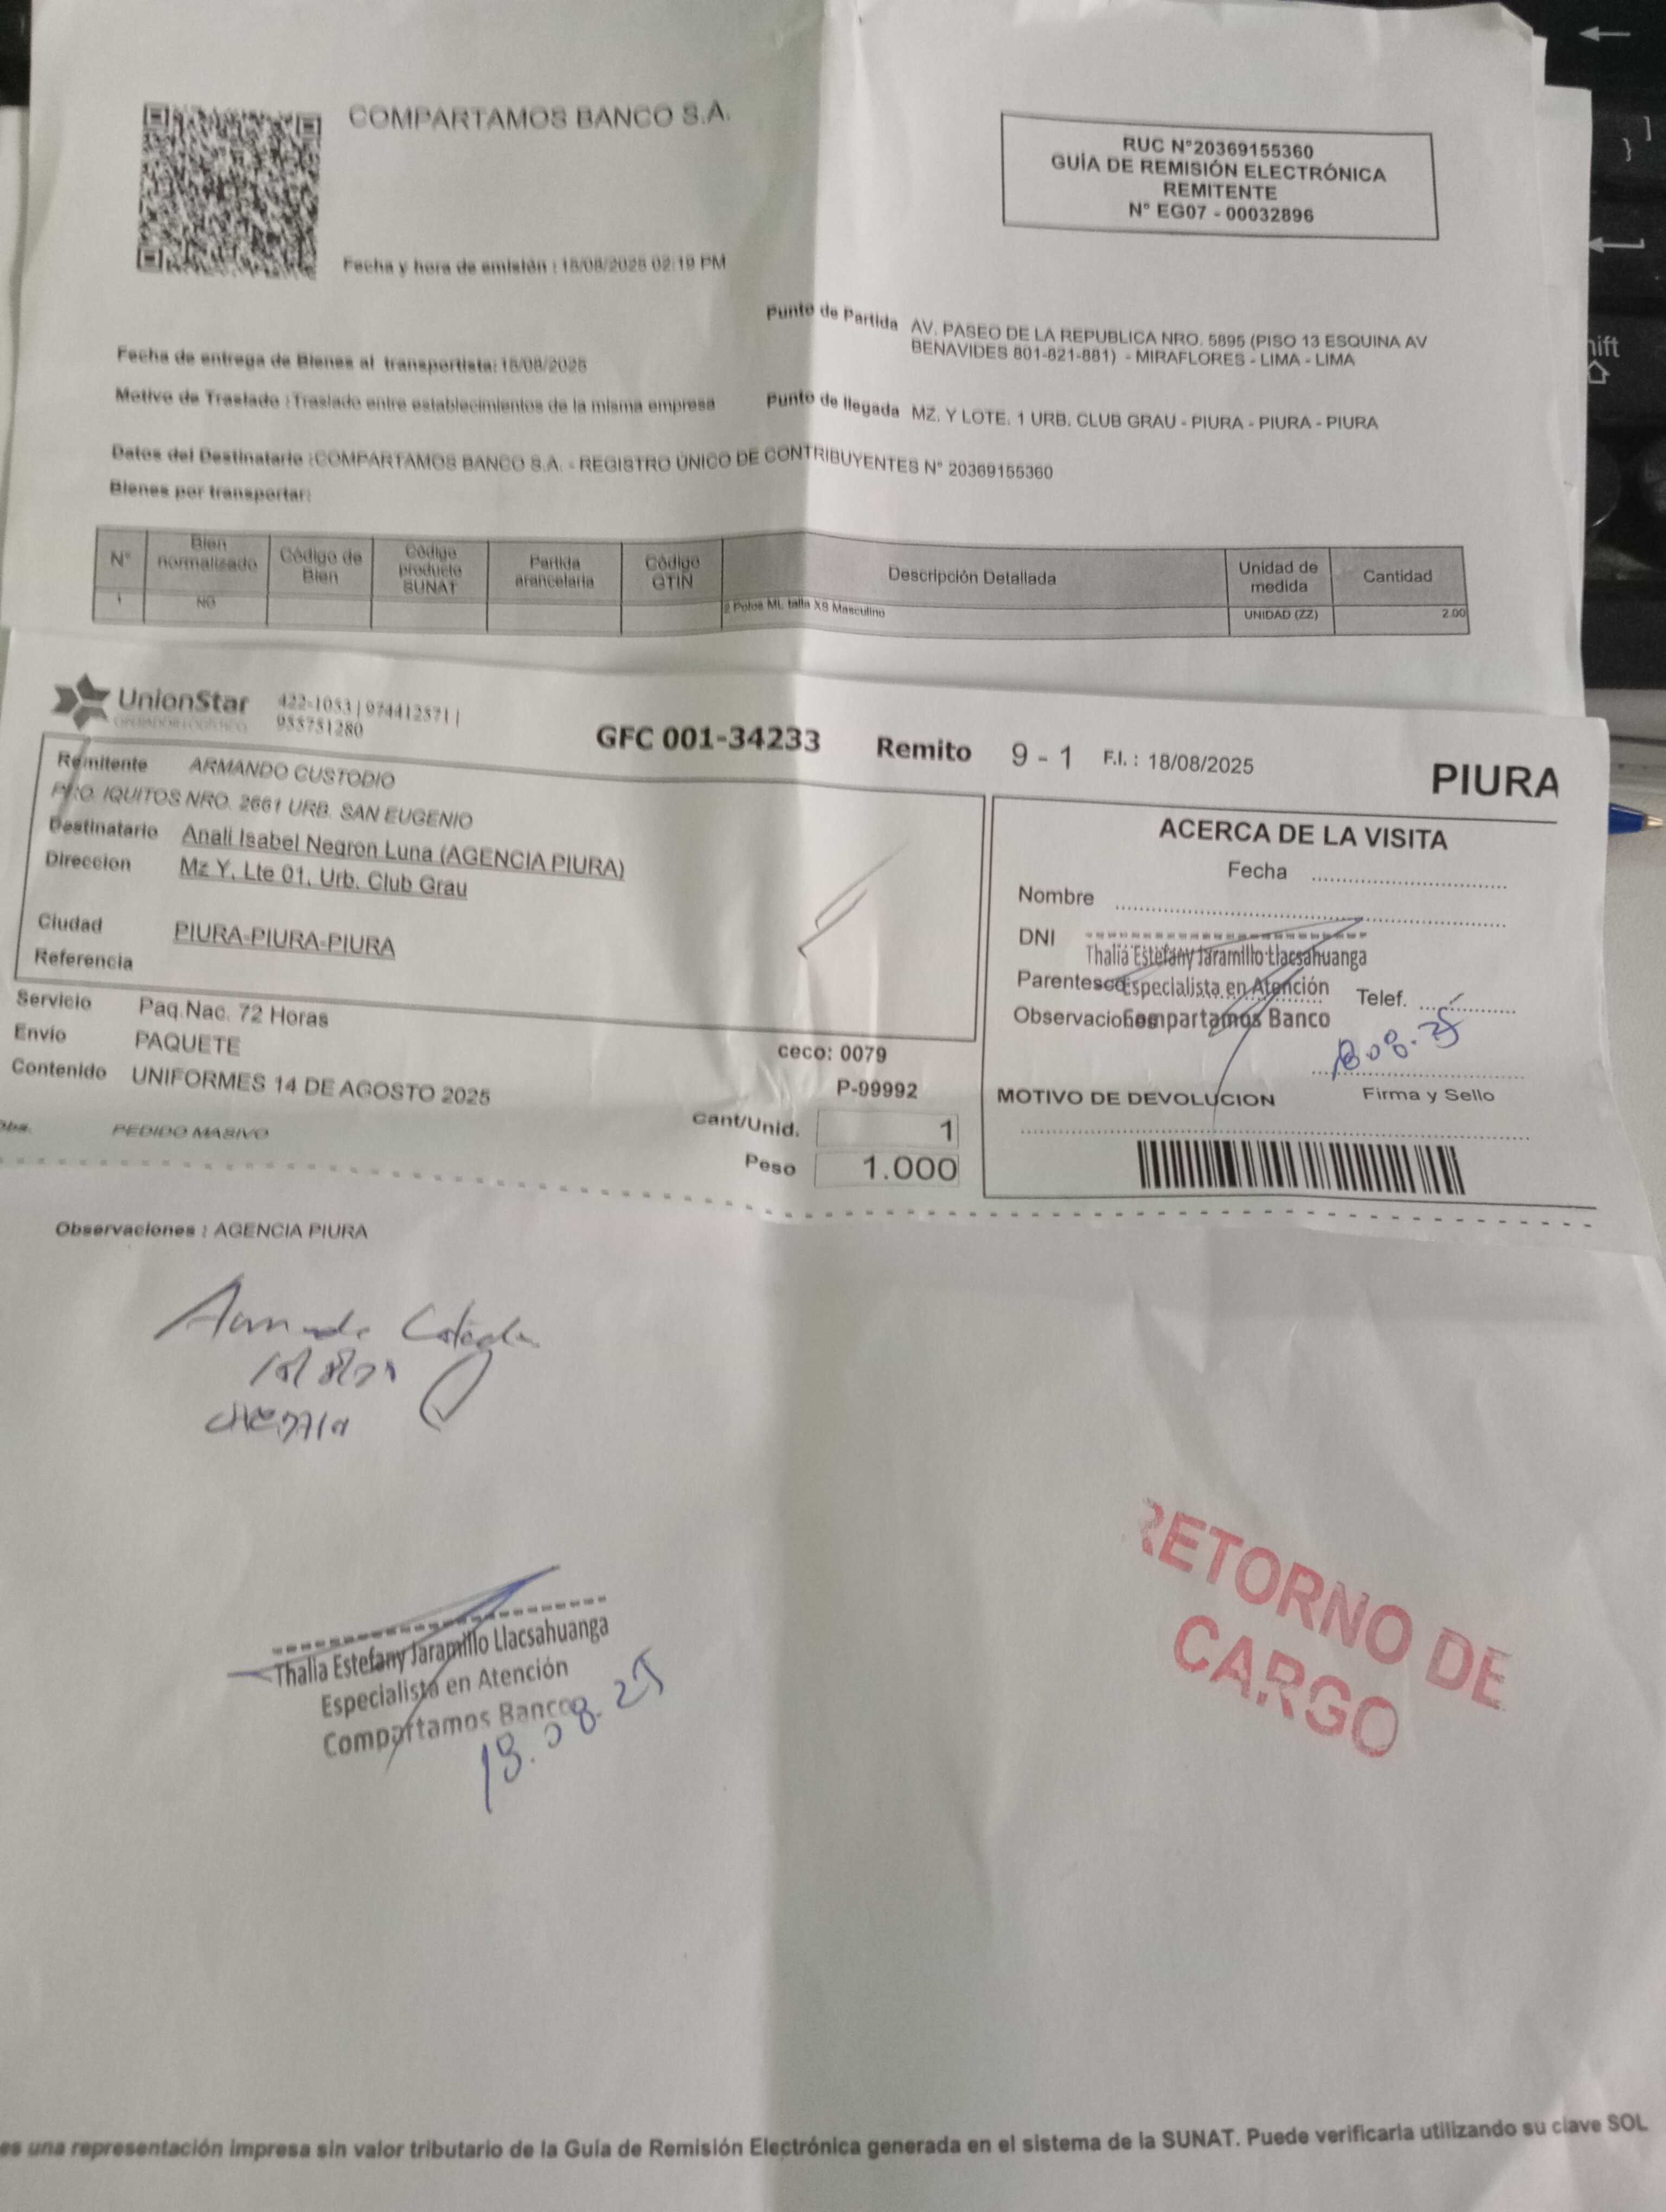 COMPARTAMOS BANCO S.A.
RUC N°20369155360
GUÍA DE REMISIÓN ELECTRÓNICA
REMITENTE
N° EG07 - 00032896
Fecha y hora de emisión : 15/08/2025 02:19 PM
Punto de Partida AV. PASEO DE LA REPUBLICA NRO. 5895 (PISO 13 ESQUINA AV
BENAVIDES 801-821-881) - MIRAFLORES - LIMA - LIMA
Fecha de entrega de Bienes al transportista: 15/08/2025
Motivo de Traslado : Traslado entre establecimientos de la misma empresa
Punto de llegada MZ. Y LOTE. 1 URB. CLUB GRAU - PIURA - PIURA - PIURA
Datos del Destinatario : COMPARTAMOS BANCO S.A. - REGISTRO ÚNICO DE CONTRIBUYENTES N° 20369155360
Bienes por transportar:
N° Bien normalizado Código de Bien Código producto SUNAT Partida arancelaria Código GTIN Descripción Detallada Unidad de medida Cantidad
1 NO 2 Polos ML talla XS Masculino UNIDAD (ZZ) 2.00
UnionStar
OPERADOR LOGÍSTICO
422-1053 | 974412571 |
955751280
GFC 001-34233 Remito 9 - 1 F.I. : 18/08/2025 PIURA
Remitente ARMANDO CUSTODIO
PRO. IQUITOS NRO. 2661 URB. SAN EUGENIO
Destinatario Anali Isabel Negron Luna (AGENCIA PIURA)
Direccion Mz Y, Lte 01, Urb. Club Grau
Ciudad PIURA-PIURA-PIURA
Referencia
Servicio Paq.Nac. 72 Horas
Envío PAQUETE
Contenido UNIFORMES 14 DE AGOSTO 2025
Obs. PEDIDO MASIVO
ceco: 0079
P-99992
Cant/Unid. 1
Peso 1.000
ACERCA DE LA VISITA
Fecha
Nombre
DNI
Thalia Estefany Jaramillo Llacsahuanga
Parentesco
Especialista en Atención
Telef.
Observaciones
Compartamos Banco
18.08.25
MOTIVO DE DEVOLUCION
Firma y Sello
Observaciones : AGENCIA PIURA
Thalia Estefany Jaramillo Llacsahuanga
Especialista en Atención
Compartamos Banco
18.08.25
RETORNO DE
CARGO
es una representación impresa sin valor tributario de la Guía de Remisión Electrónica generada en el sistema de la SUNAT. Puede verificarla utilizando su clave SOL